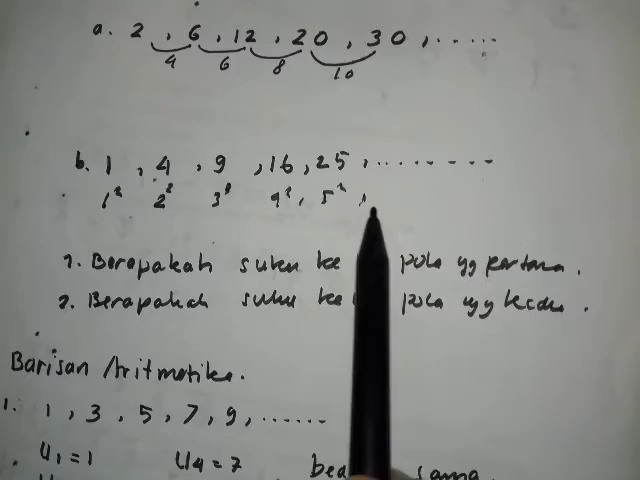 a. 2 , 6 , 12 , 20 , 30 , ......
4 6 8 10
b. 1 , 4 , 9 , 16 , 25 , .........
1² 2² 3² 4² , 5² ,
1. Berapakah suku ke pola yg pertama .
2. Berapakah suku ke pola yg kedua .
Barisan Aritmatika .
1. 1 , 3 , 5 , 7 , 9 , .......
U₁ = 1 U₄ = 7 sama